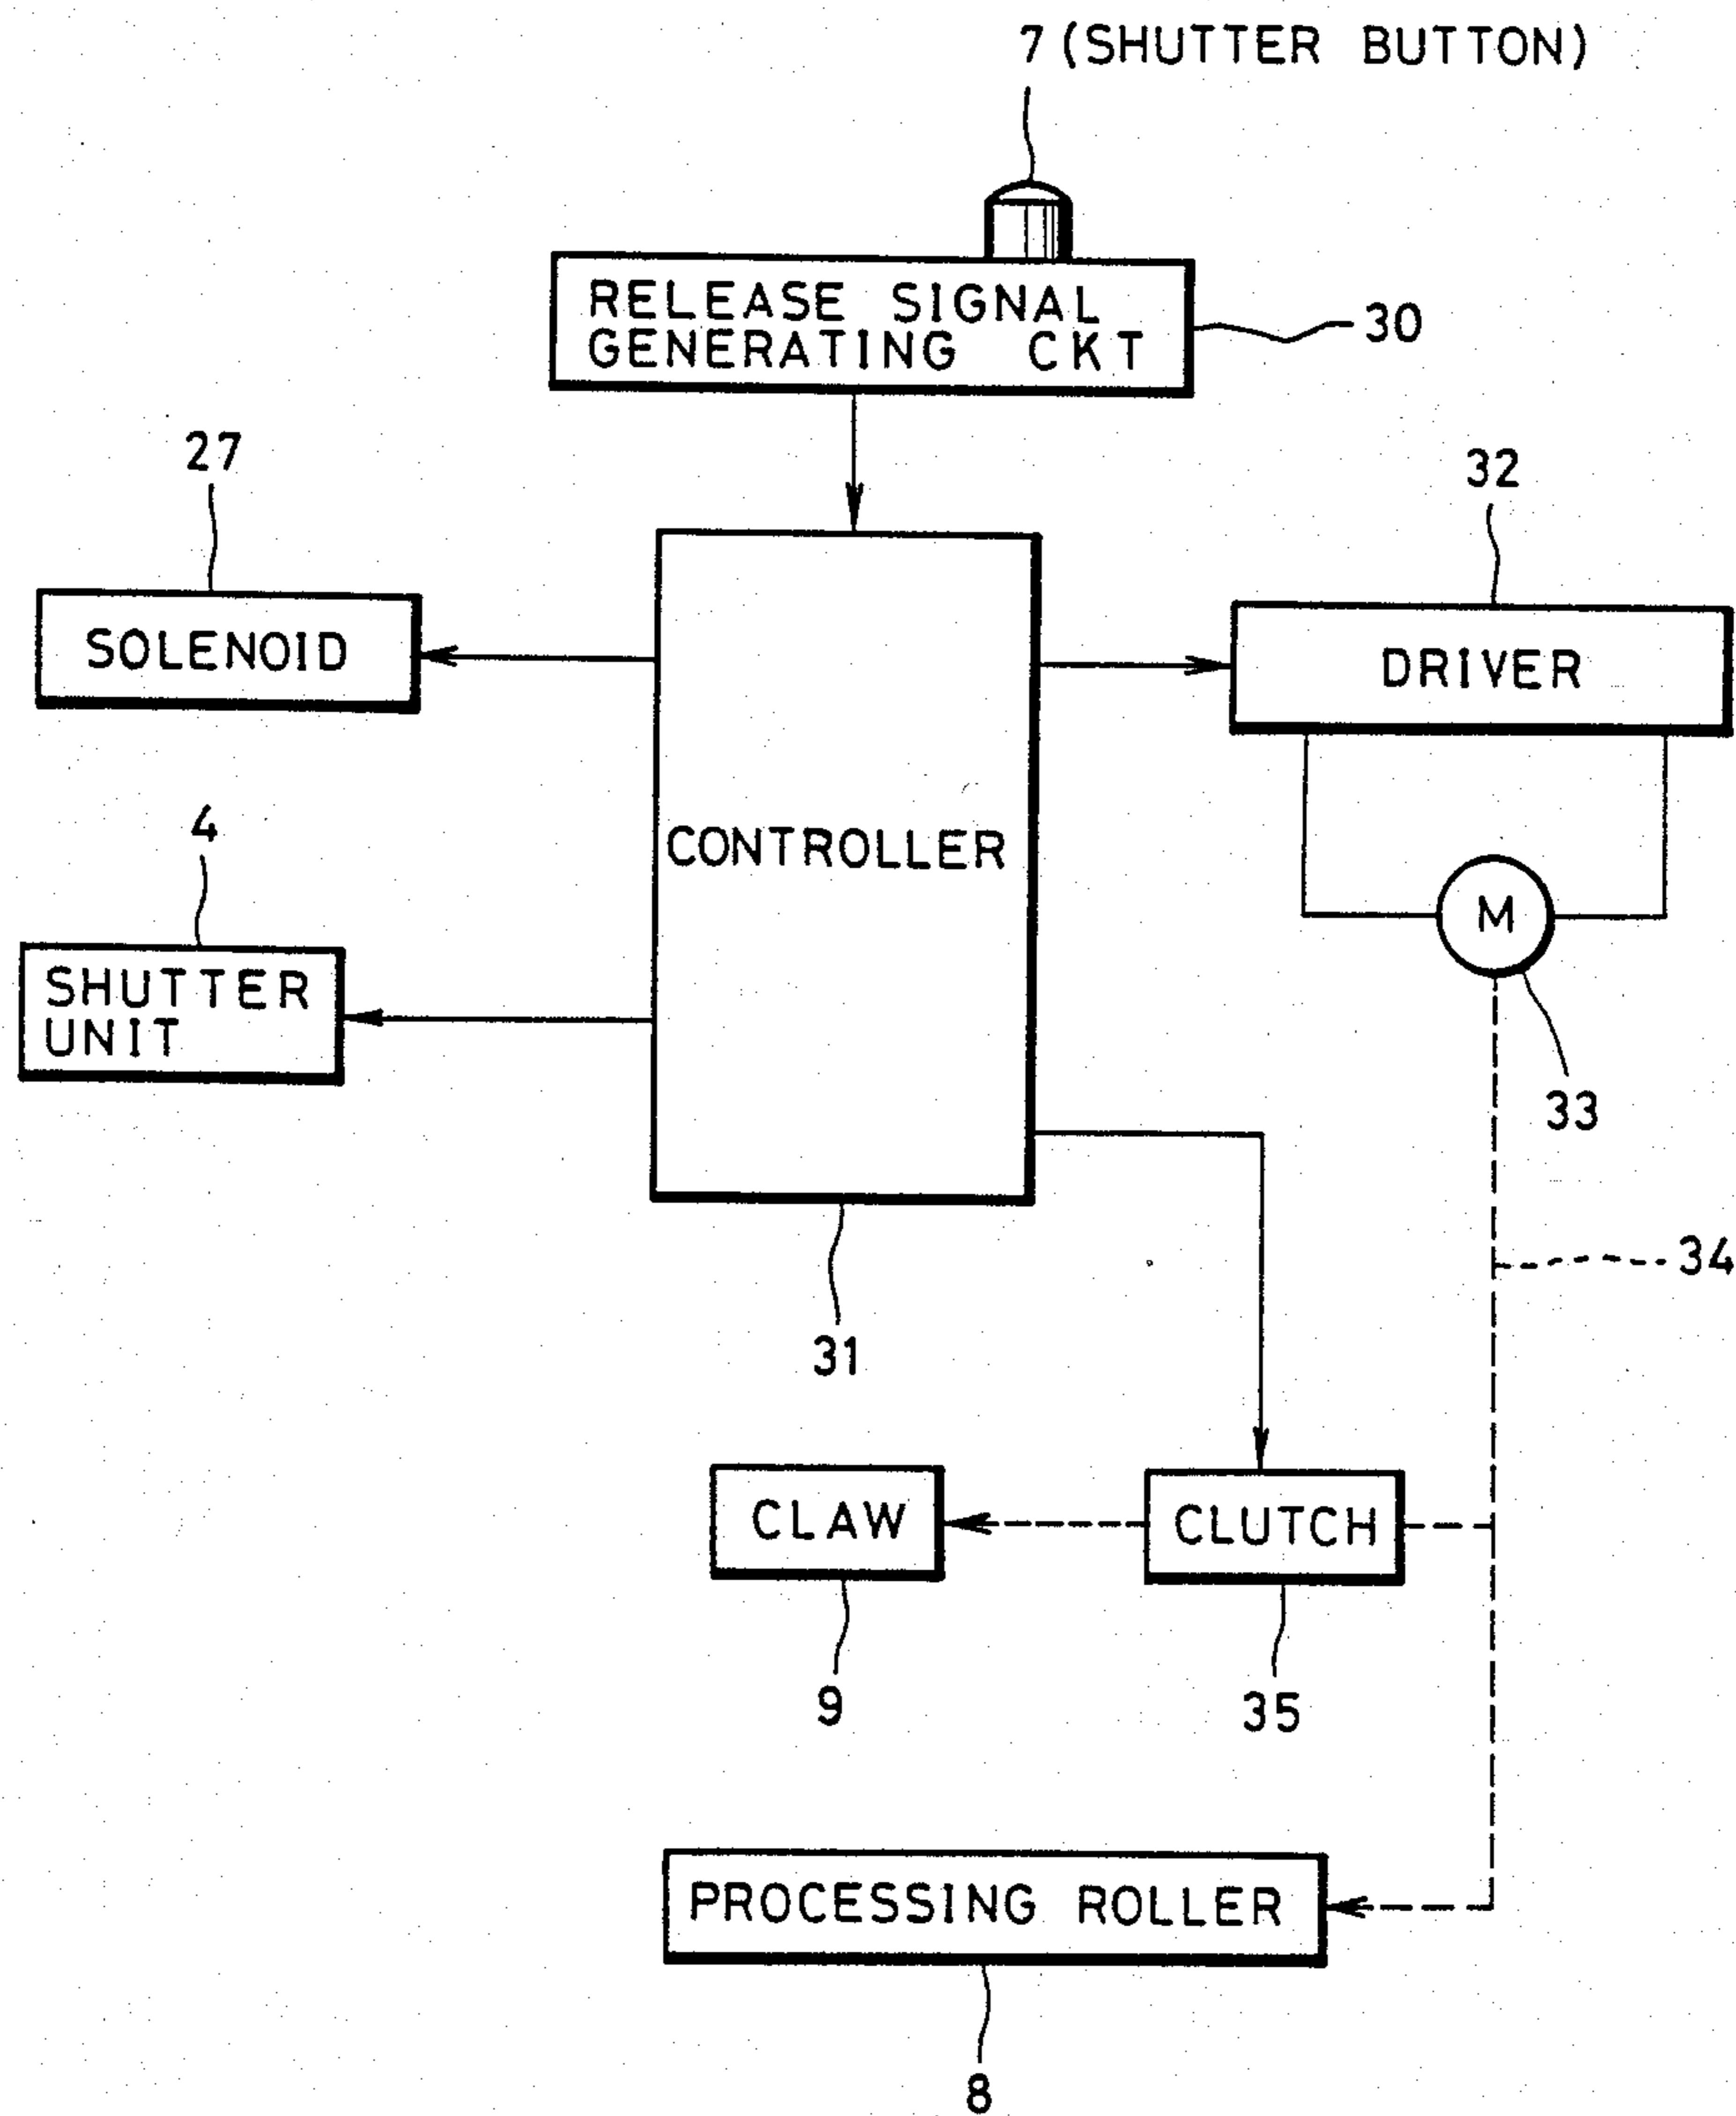 7 (SHUTTER BUTTON)
RELEASE SIGNAL
GENERATING CKT
30
27
32
SOLENOID
DRIVER
4
CONTROLLER
M
SHUTTER
UNIT
33
34
31
CLAW
CLUTCH
9
35
PROCESSING ROLLER
8